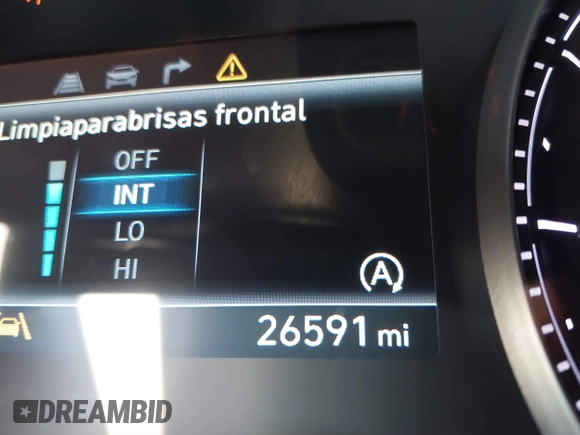 Limpiaparabrisas frontal
OFF
INT
LO
HI
A
26591 mi
DREAMBID